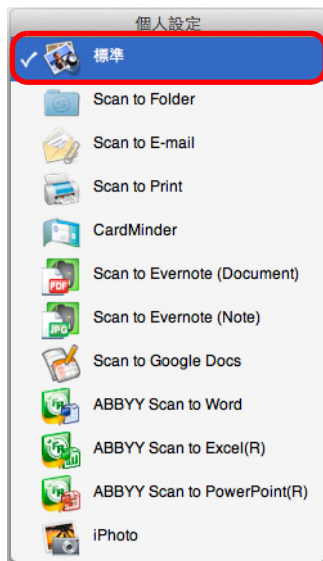 個人設定
標準
Scan to Folder
Scan to E-mail
Scan to Print
CardMinder
Scan to Evernote (Document)
Scan to Evernote (Note)
Scan to Google Docs
ABBYY Scan to Word
ABBYY Scan to Excel(R)
ABBYY Scan to PowerPoint(R)
iPhoto